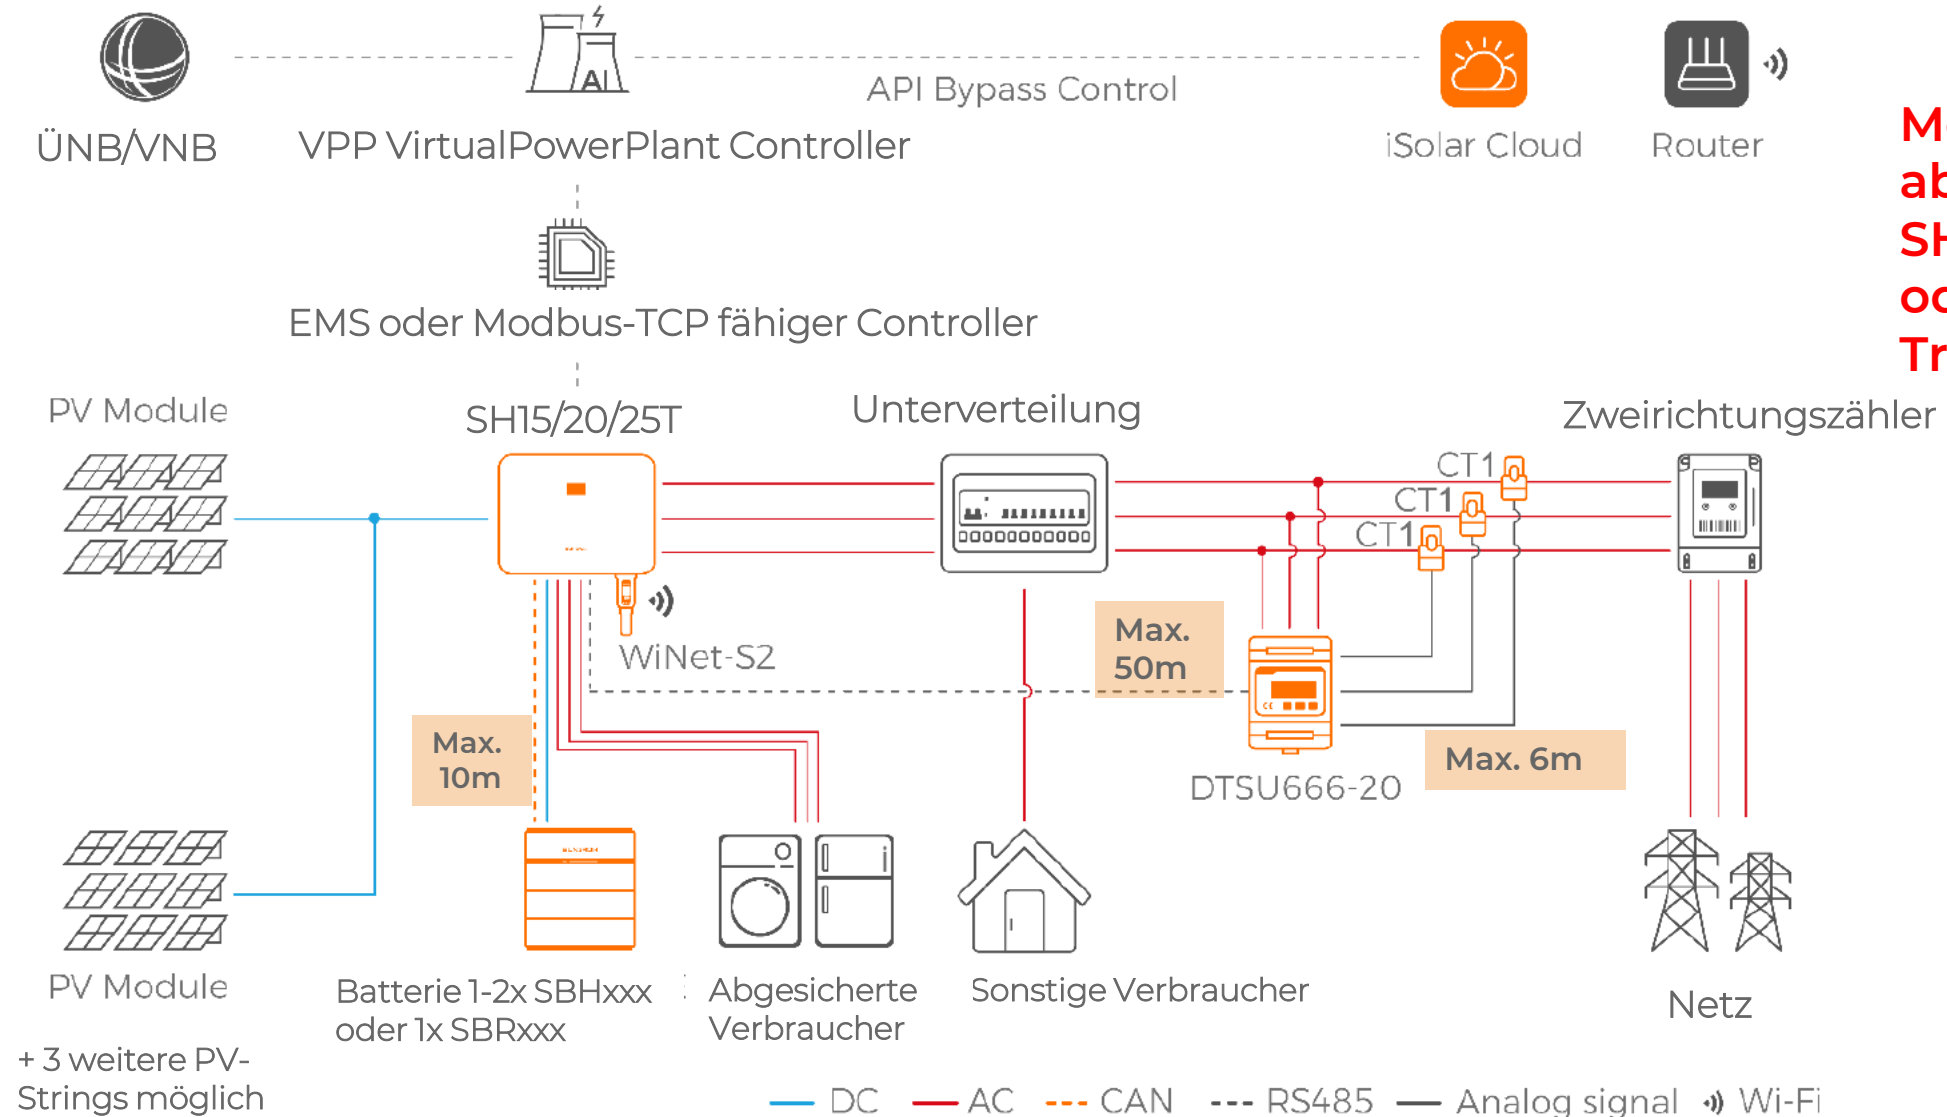 API Bypass Control
ÜNB/VNB
VPP VirtualPowerPlant Controller
AI
iSolar Cloud
Router
EMS oder Modbus-TCP fähiger Controller
PV Module
SH15/20/25T
Unterverteilung
Zweirichtungszähler
CT1
CT1
CT1
WiNet-S2
Max.
50m
Max.
10m
Max. 6m
DTSU666-20
PV Module
Batterie 1-2x SBHxxx
oder 1x SBRxxx
Abgesicherte
Verbraucher
Sonstige Verbraucher
Netz
+ 3 weitere PV-
Strings möglich
DC AC CAN RS485 Analog signal Wi-Fi